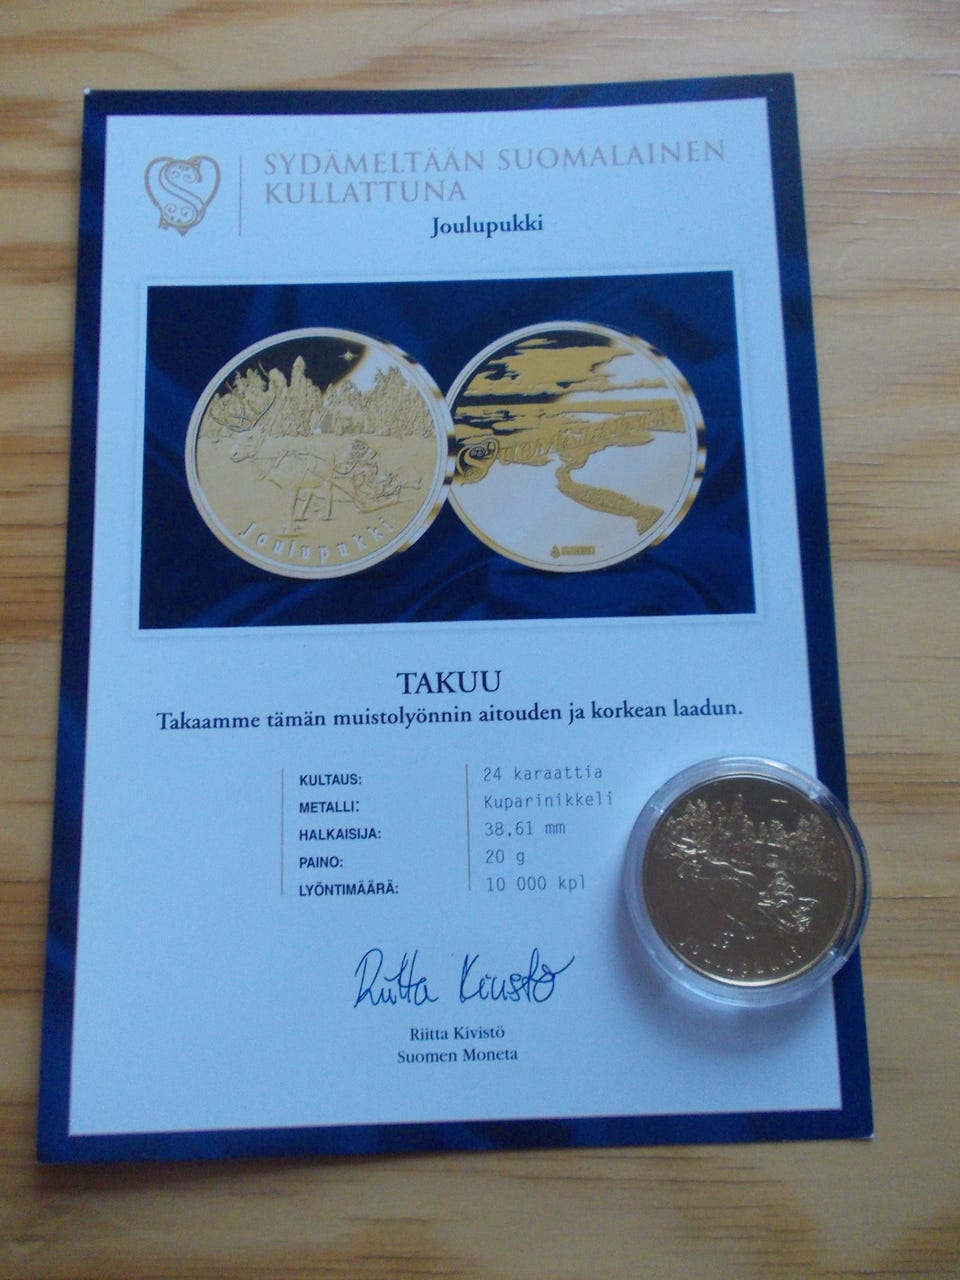 SYDÄMELTÄÄN SUOMALAINEN
KULLATTUNA
Joulupukki
Suomalainen
Joulupukki
TAKUU
Takaamme tämän muistolyönnin aitouden ja korkean laadun.
KULTAUS: 24 karaattia
METALLI: Kuparinikkeli
HALKAISIJA: 38.61 mm
PAINO: 20 g
LYÖNTIMÄÄRÄ: 10 000 kpl
Riitta Kivistö
Riitta Kivistö
Suomen Moneta